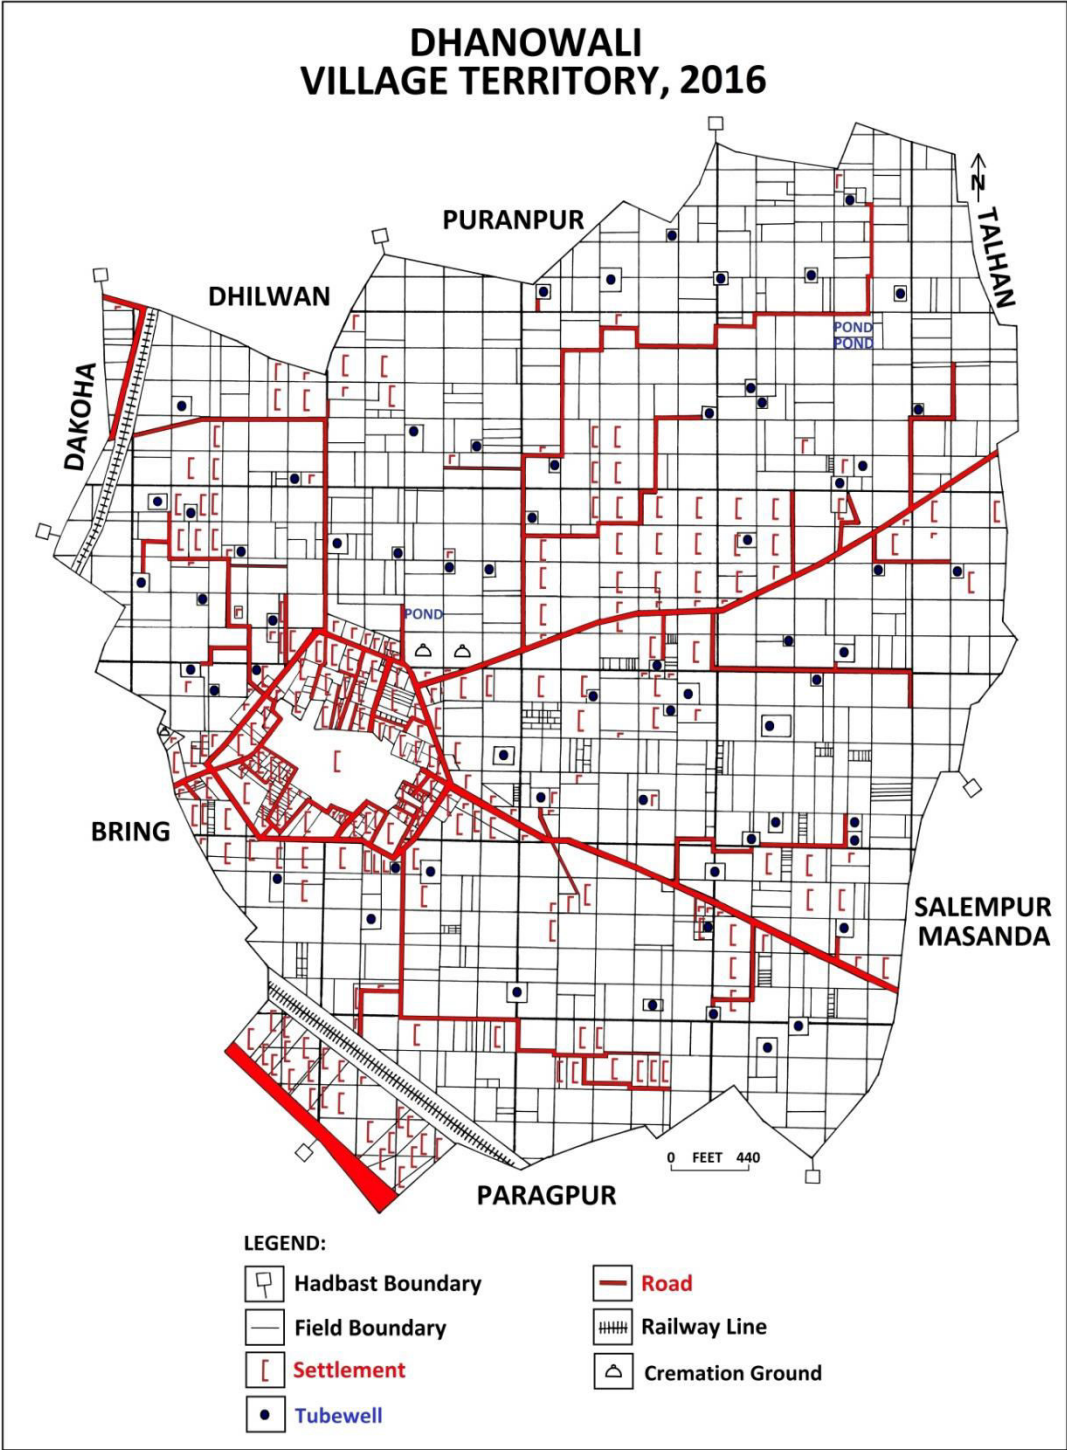 DHANOWALI
VILLAGE TERRITORY, 2016
N
TALHAN
PURANPUR
DHILWAN
DAKOHA
POND
POND
POND
BRING
SALEMPUR
MASANDA
0 FEET 440
PARAGPUR
LEGEND:
Hadbast Boundary
Field Boundary
Settlement
Tubewell
Road
Railway Line
Cremation Ground